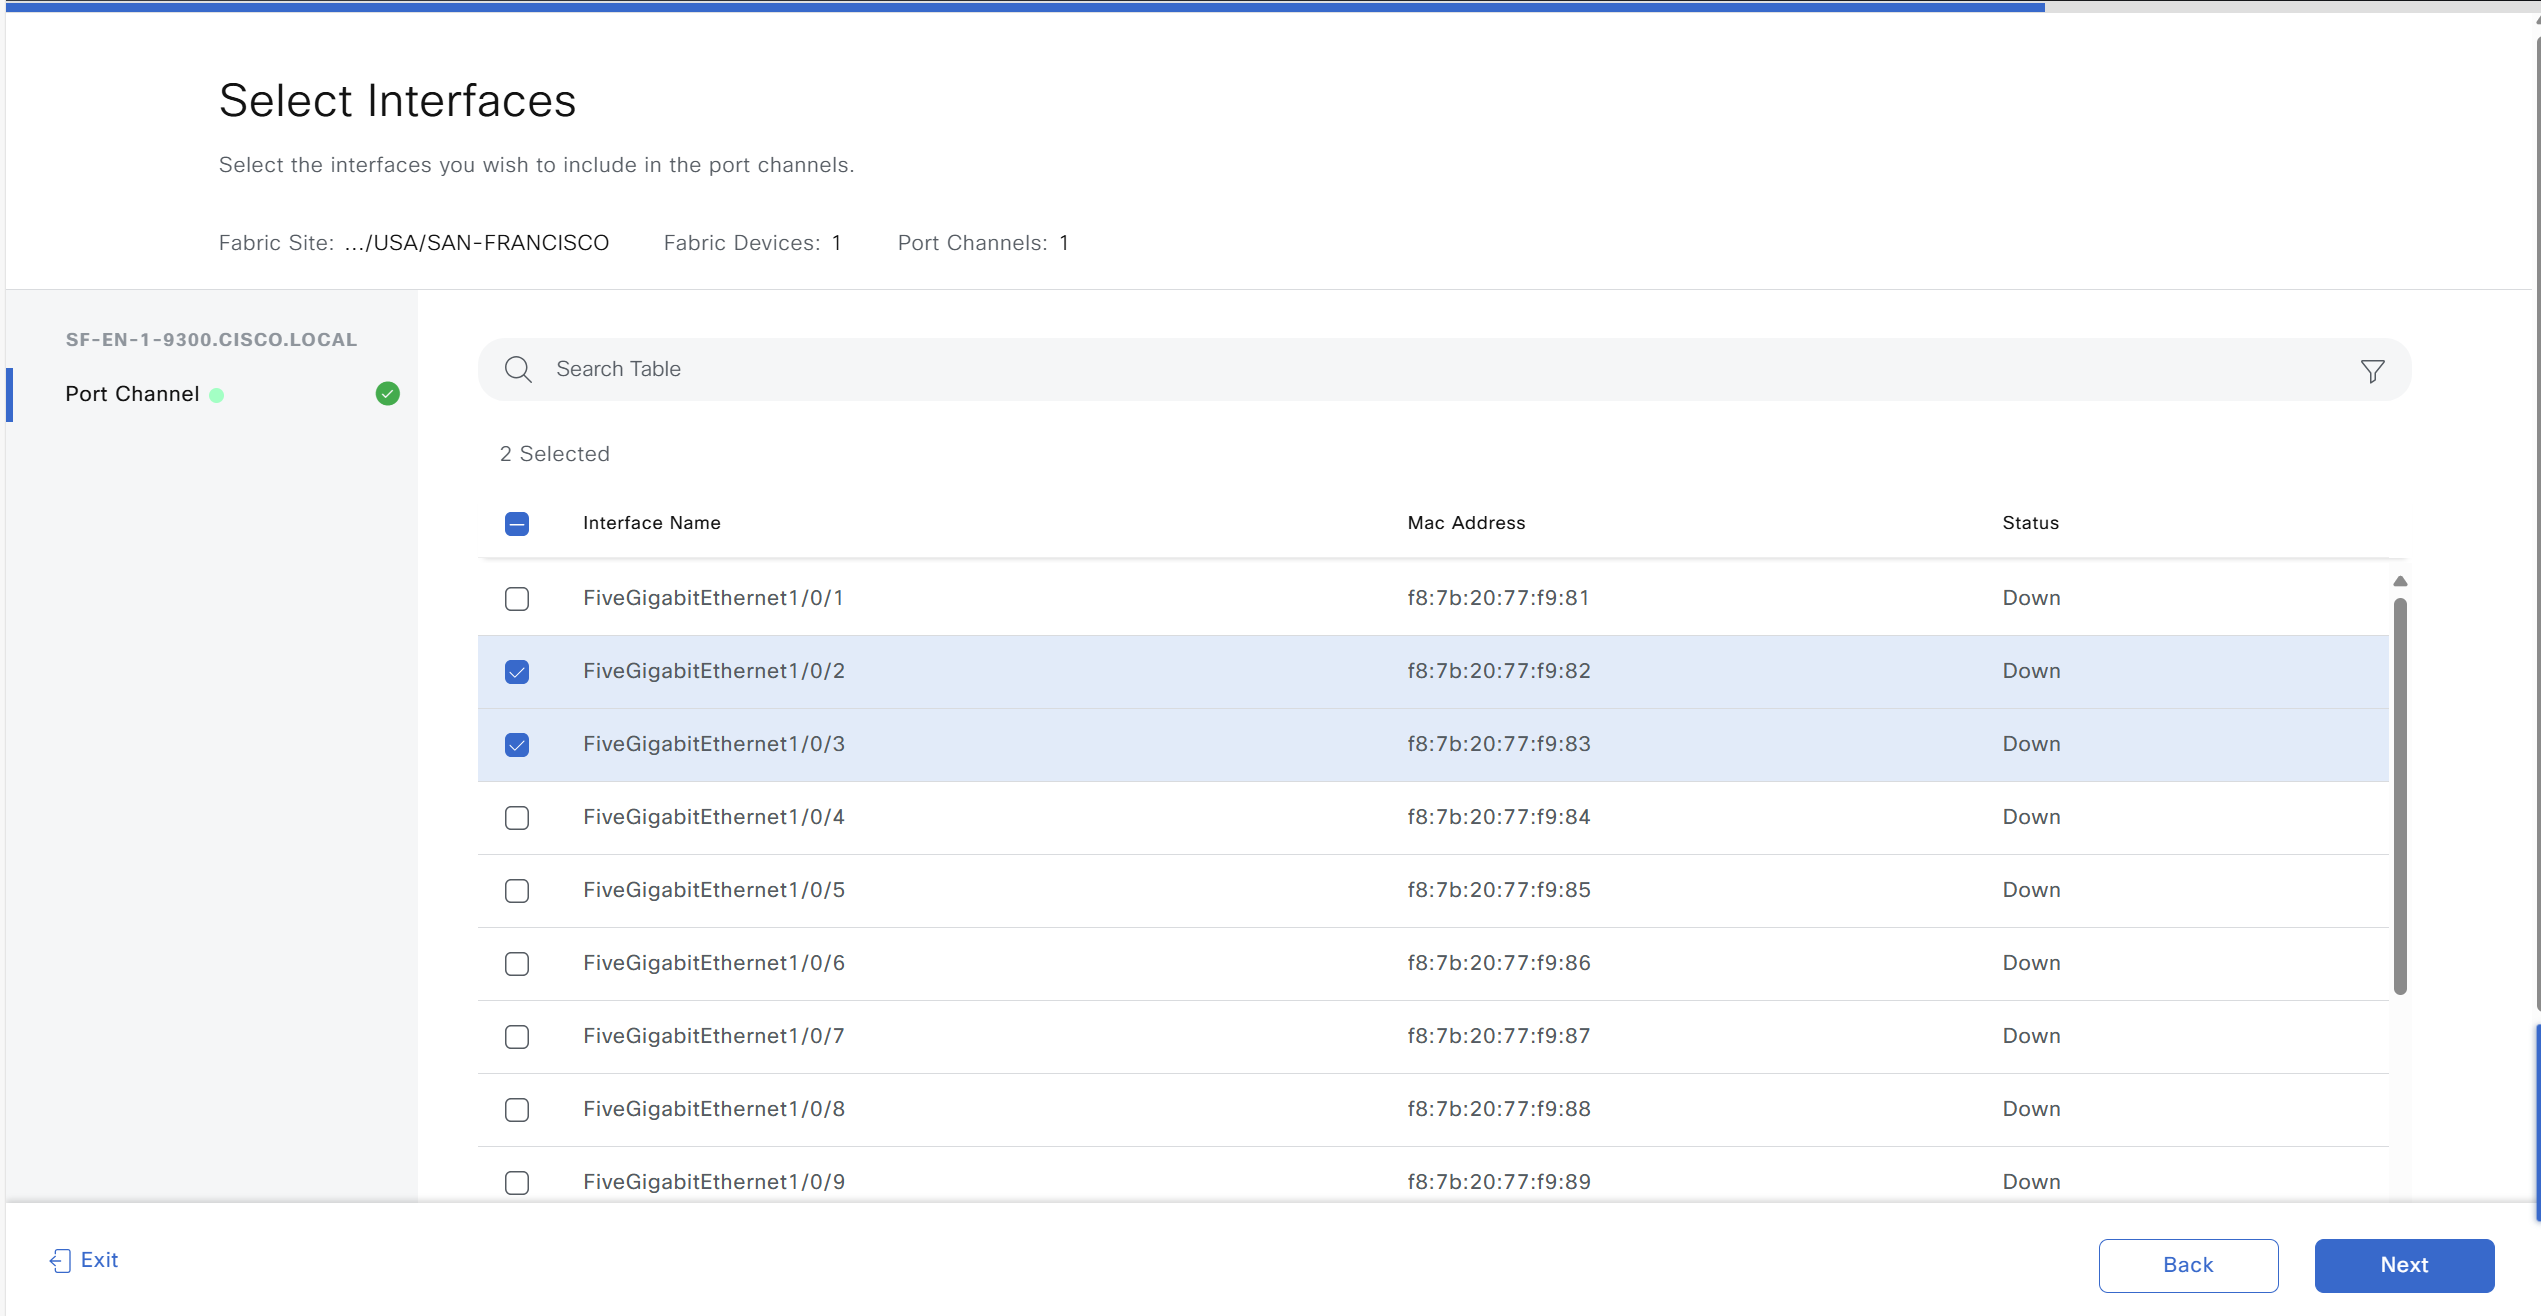 Select Interfaces
Select the interfaces you wish to include in the port channels.
Fabric Site: .../USA/SAN-FRANCISCO Fabric Devices: 1 Port Channels: 1
SF-EN-1-9300.CISCO.LOCAL
Port Channel
Search Table
2 Selected
Interface Name Mac Address Status
FiveGigabitEthernet1/0/1 f8:7b:20:77:f9:81 Down
FiveGigabitEthernet1/0/2 f8:7b:20:77:f9:82 Down
FiveGigabitEthernet1/0/3 f8:7b:20:77:f9:83 Down
FiveGigabitEthernet1/0/4 f8:7b:20:77:f9:84 Down
FiveGigabitEthernet1/0/5 f8:7b:20:77:f9:85 Down
FiveGigabitEthernet1/0/6 f8:7b:20:77:f9:86 Down
FiveGigabitEthernet1/0/7 f8:7b:20:77:f9:87 Down
FiveGigabitEthernet1/0/8 f8:7b:20:77:f9:88 Down
FiveGigabitEthernet1/0/9 f8:7b:20:77:f9:89 Down
Exit Back Next